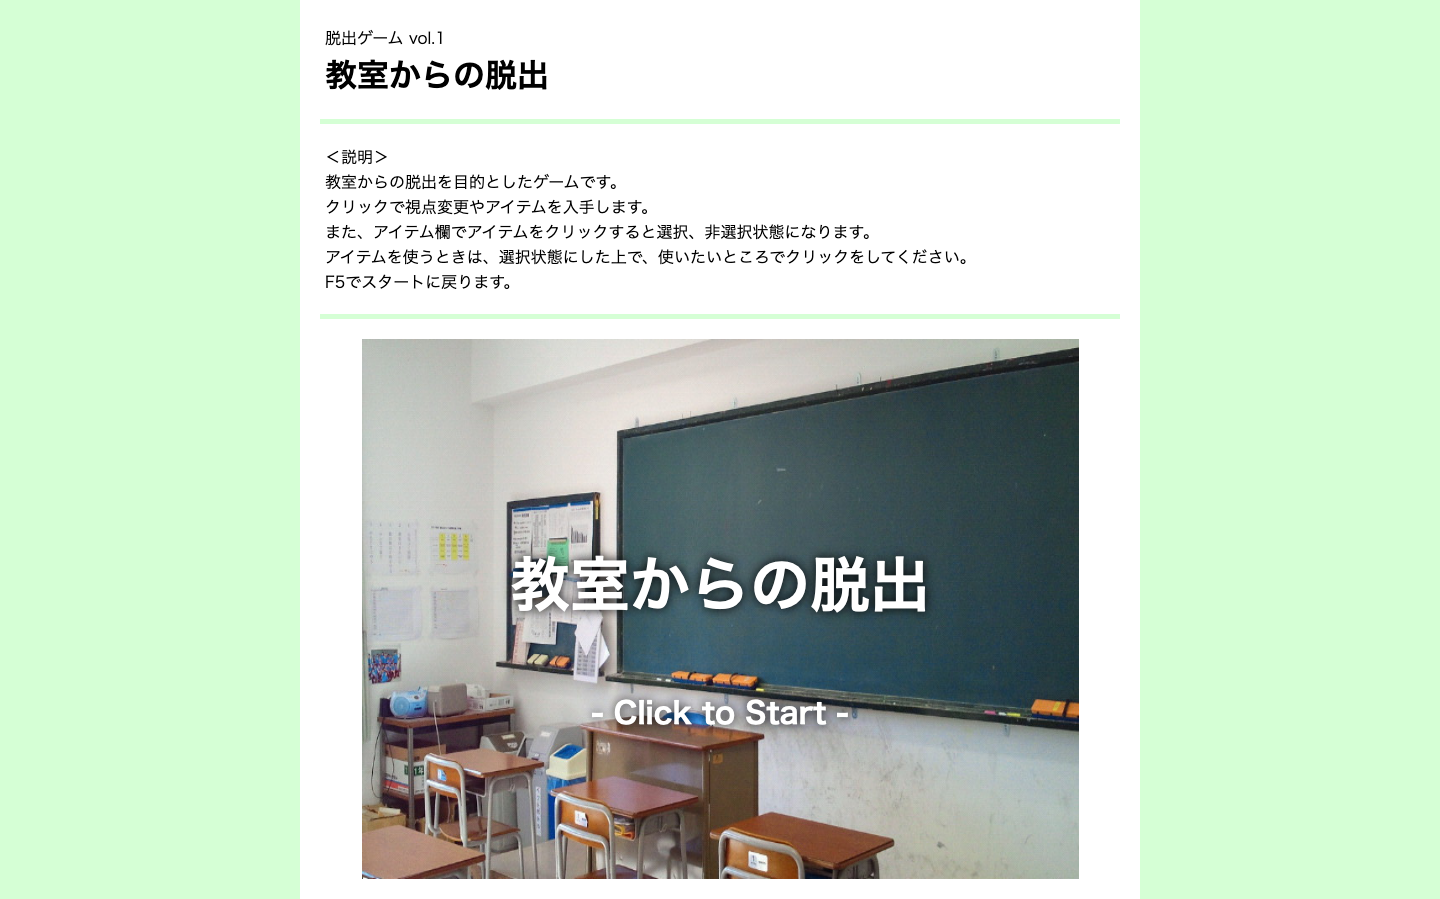 脱出ゲーム vol.1
教室からの脱出
＜説明＞
教室からの脱出を目的としたゲームです。
クリックで視点変更やアイテムを入手します。
また、アイテム欄でアイテムをクリックすると選択、非選択状態になります。
アイテムを使うときは、選択状態にした上で、使いたいところでクリックをしてください。
F5でスタートに戻ります。
教室からの脱出
- Click to Start -